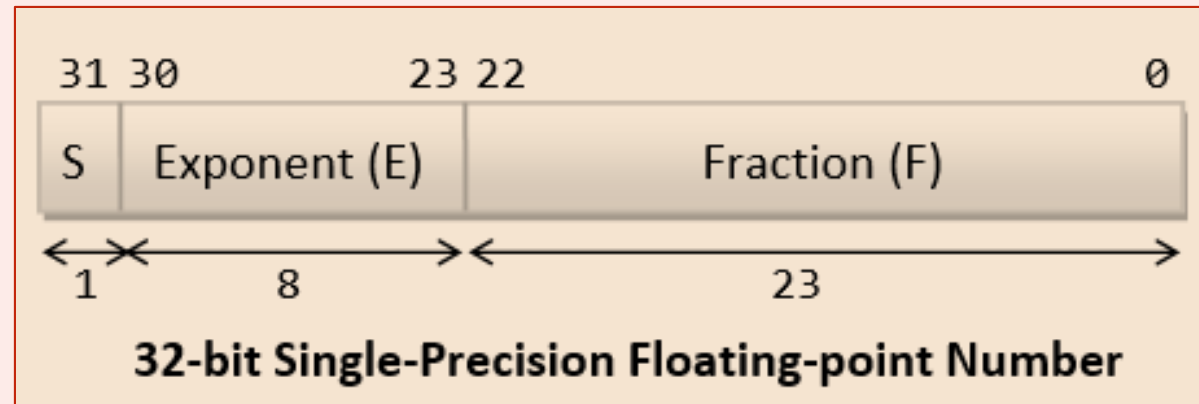 31 30 23 22 0
S Exponent (E) Fraction (F)
1 8 23
32-bit Single-Precision Floating-point Number